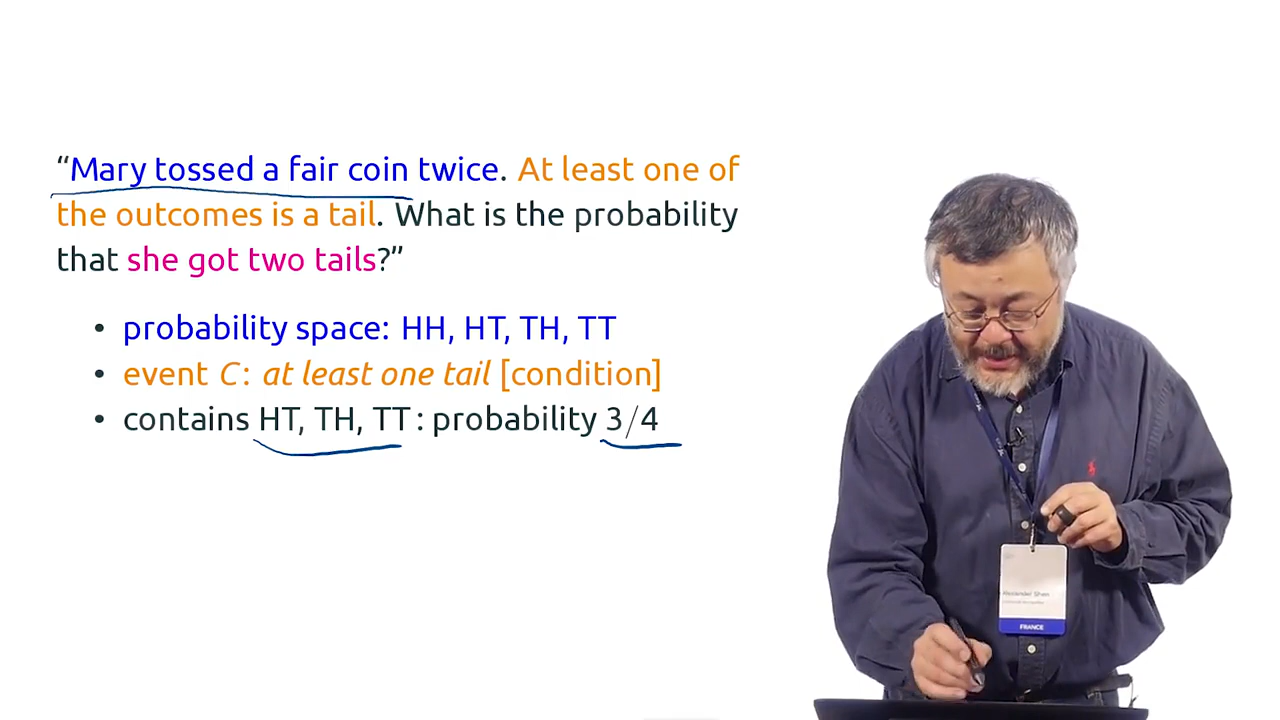 “Mary tossed a fair coin twice. At least one of
the outcomes is a tail. What is the probability
that she got two tails?”
• probability space: HH, HT, TH, TT
• event C: at least one tail [condition]
• contains HT, TH, TT: probability 3/4
Alexander Shen
FRANCE